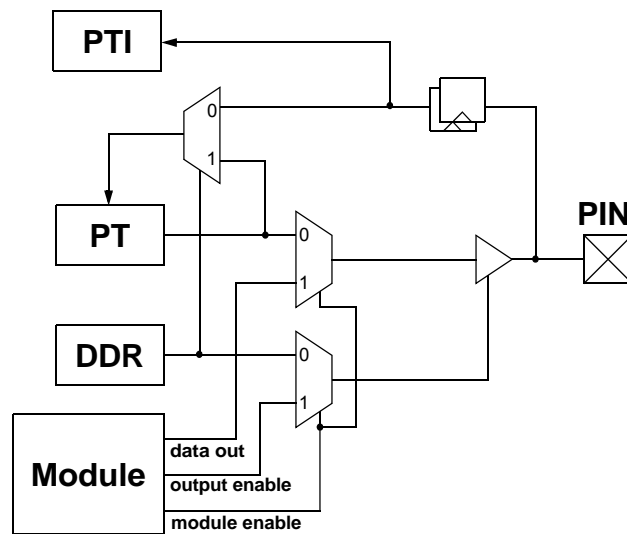 PTI
0
1
PT
PIN
0
1
DDR
0
1
Module
data out
output enable
module enable